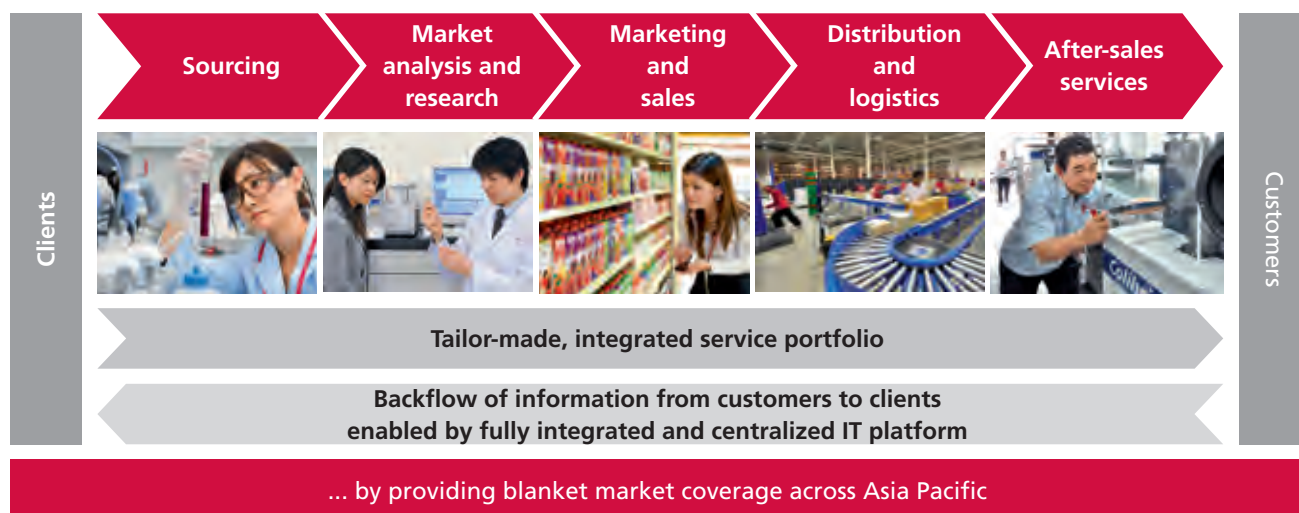 Clients
Sourcing
Market
analysis and
research
Marketing
and
sales
Distribution
and
logistics
After-sales
services
Customers
Tailor-made, integrated service portfolio
Backflow of information from customers to clients
enabled by fully integrated and centralized IT platform
... by providing blanket market coverage across Asia Pacific